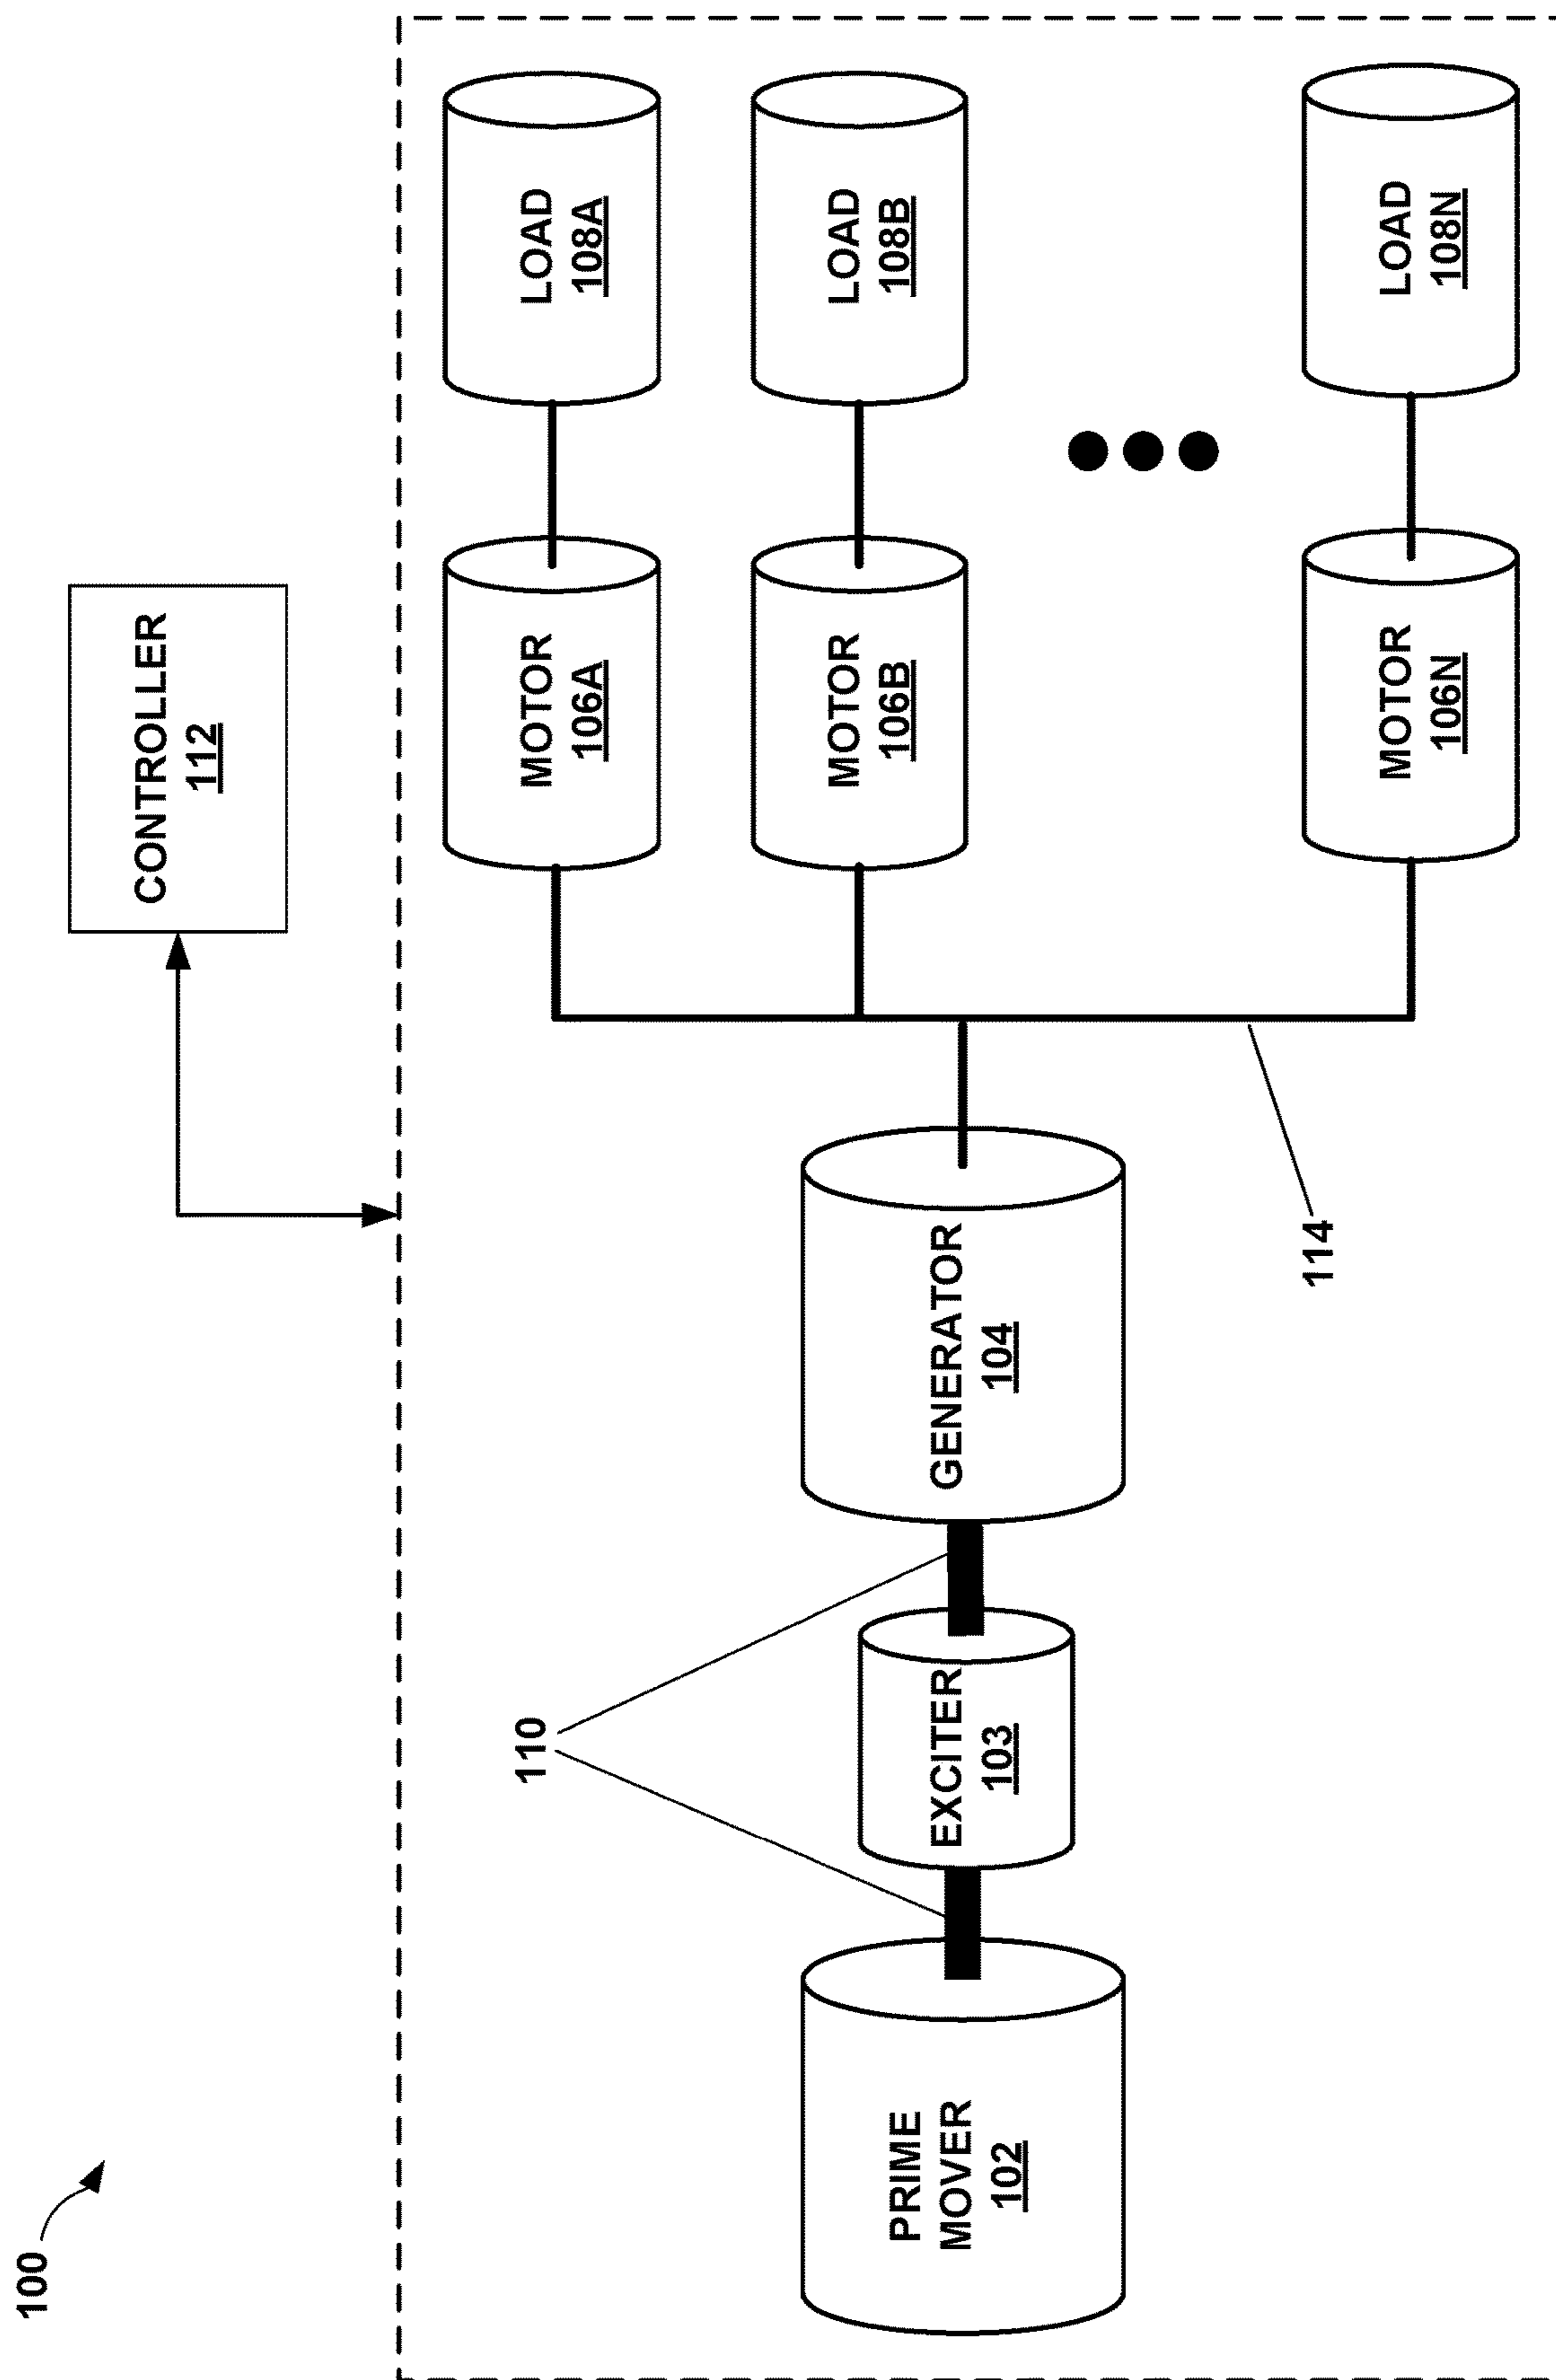 100
CONTROLLER
112
PRIME
MOVER
102
110
EXCITER
103
GENERATOR
104
114
MOTOR
106A
LOAD
108A
MOTOR
106B
LOAD
108B
MOTOR
106N
LOAD
108N